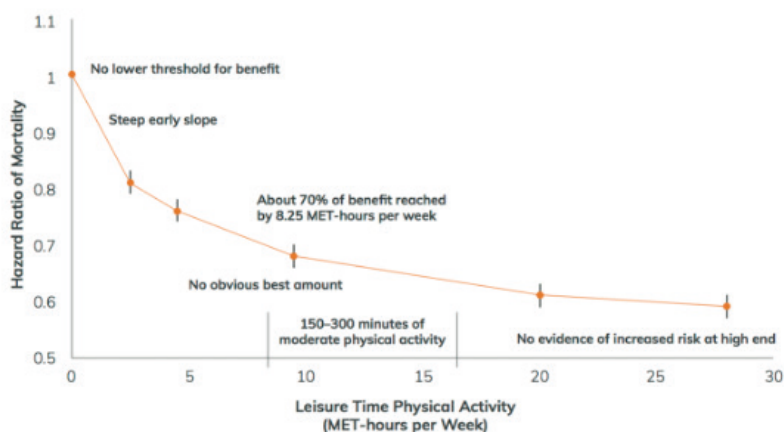 1.1
No lower threshold for benefit
1
Steep early slope
0.9
0.8
About 70% of benefit reached
by 8.25 MET-hours per week
0.7
No obvious best amount
0.6
150–300 minutes of
moderate physical activity
No evidence of increased risk at high end
0.5
0 5 10 15 20 25 30
Hazard Ratio of Mortality
Leisure Time Physical Activity
(MET-hours per Week)